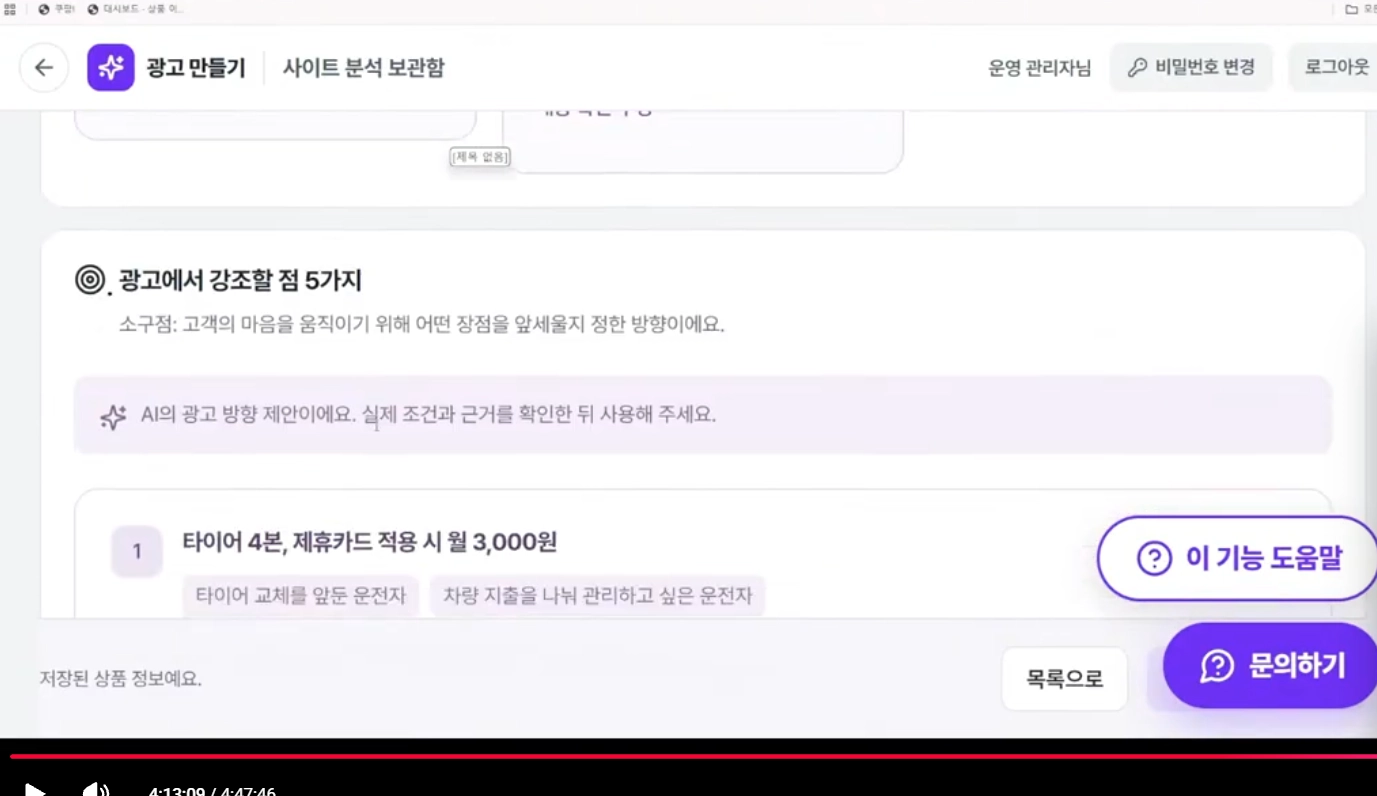 쿠팡!
대시보드 - 상품 이...
광고 만들기
사이트 분석 보관함
운영 관리자님
비밀번호 변경
로그아웃
[제목 없음]
광고에서 강조할 점 5가지
소구점: 고객의 마음을 움직이기 위해 어떤 장점을 앞세울지 정한 방향이에요.
AI의 광고 방향 제안이에요. 실제 조건과 근거를 확인한 뒤 사용해 주세요.
1
타이어 4본, 제휴카드 적용 시 월 3,000원
타이어 교체를 앞둔 운전자
차량 지출을 나눠 관리하고 싶은 운전자
이 기능 도움말
저장된 상품 정보예요.
목록으로
문의하기
4:13:09 / 4:47:46